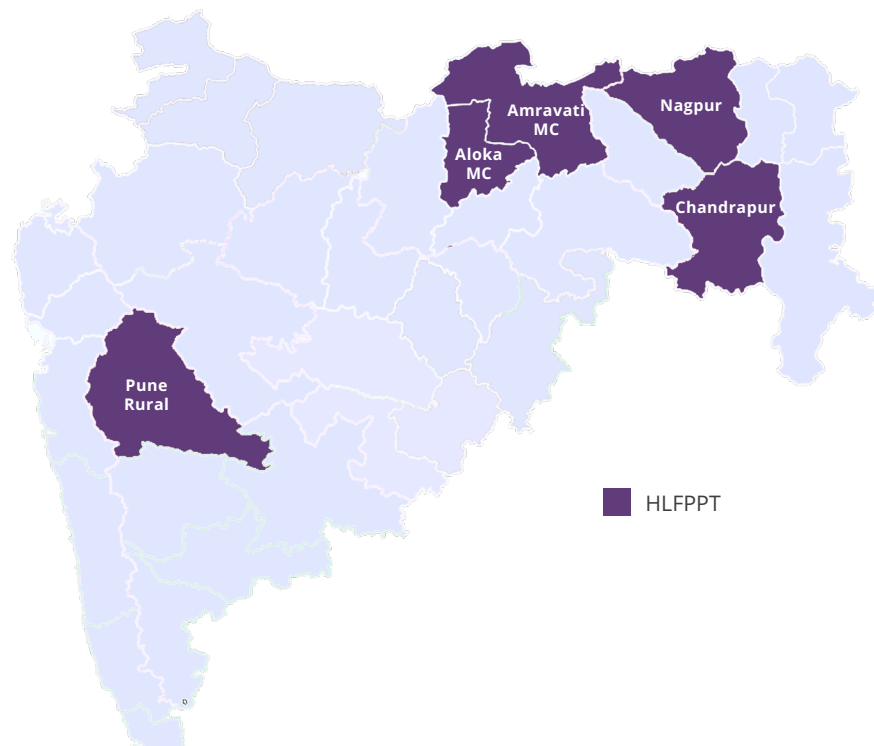 Amravati
MC
Nagpur
Aloka
MC
Chandrapur
Pune
Rural
HLFPPT